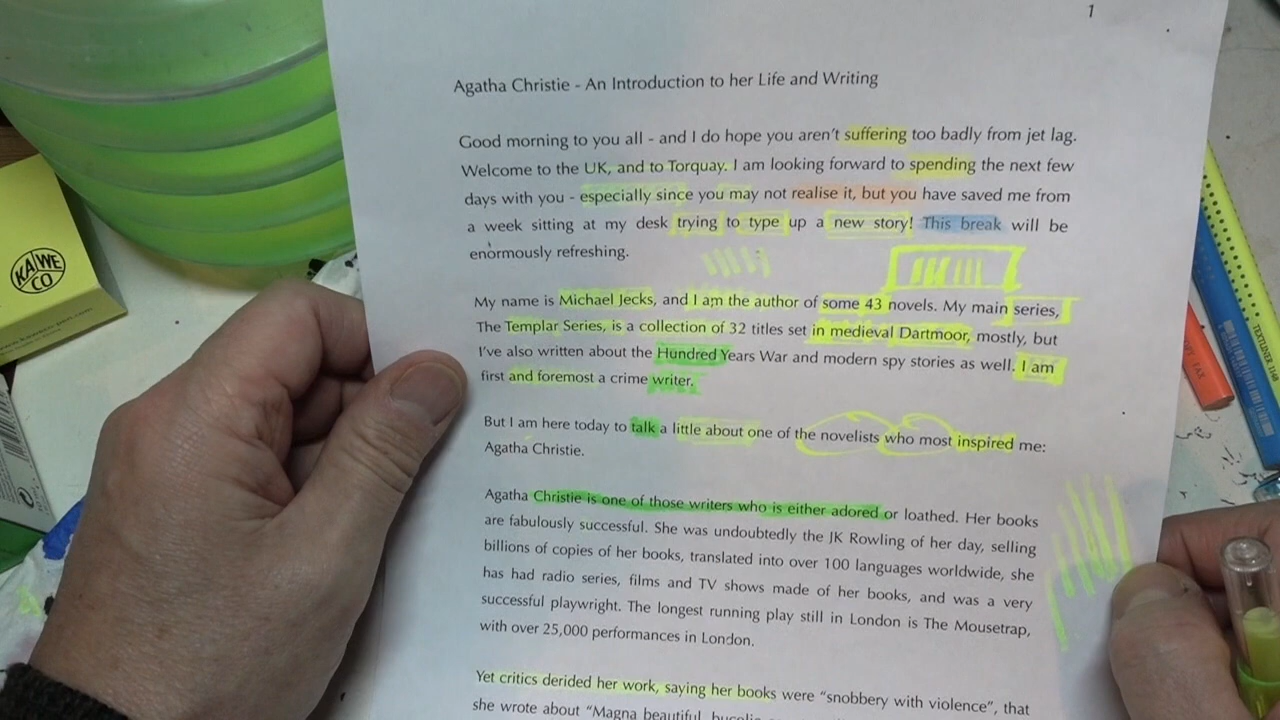 1
Agatha Christie - An Introduction to her Life and Writing
Good morning to you all - and I do hope you aren't suffering too badly from jet lag.
Welcome to the UK, and to Torquay. I am looking forward to spending the next few
days with you - especially since you may not realise it, but you have saved me from
a week sitting at my desk trying to type up a new story! This break will be
enormously refreshing.
My name is Michael Jecks, and I am the author of some 43 novels. My main series,
The Templar Series, is a collection of 32 titles set in medieval Dartmoor, mostly, but
I've also written about the Hundred Years War and modern spy stories as well. I am
first and foremost a crime writer.
But I am here today to talk a little about one of the novelists who most inspired me:
Agatha Christie.
Agatha Christie is one of those writers who is either adored or loathed. Her books
are fabulously successful. She was undoubtedly the JK Rowling of her day, selling
billions of copies of her books, translated into over 100 languages worldwide, she
has had radio series, films and TV shows made of her books, and was a very
successful playwright. The longest running play still in London is The Mousetrap,
with over 25,000 performances in London.
Yet critics derided her work, saying her books were "snobbery with violence", that
she wrote about "Magna beautiful, bucolic
KAWE
CO
www.kaweco-pen.com
TEXTLINER 1148
FAX